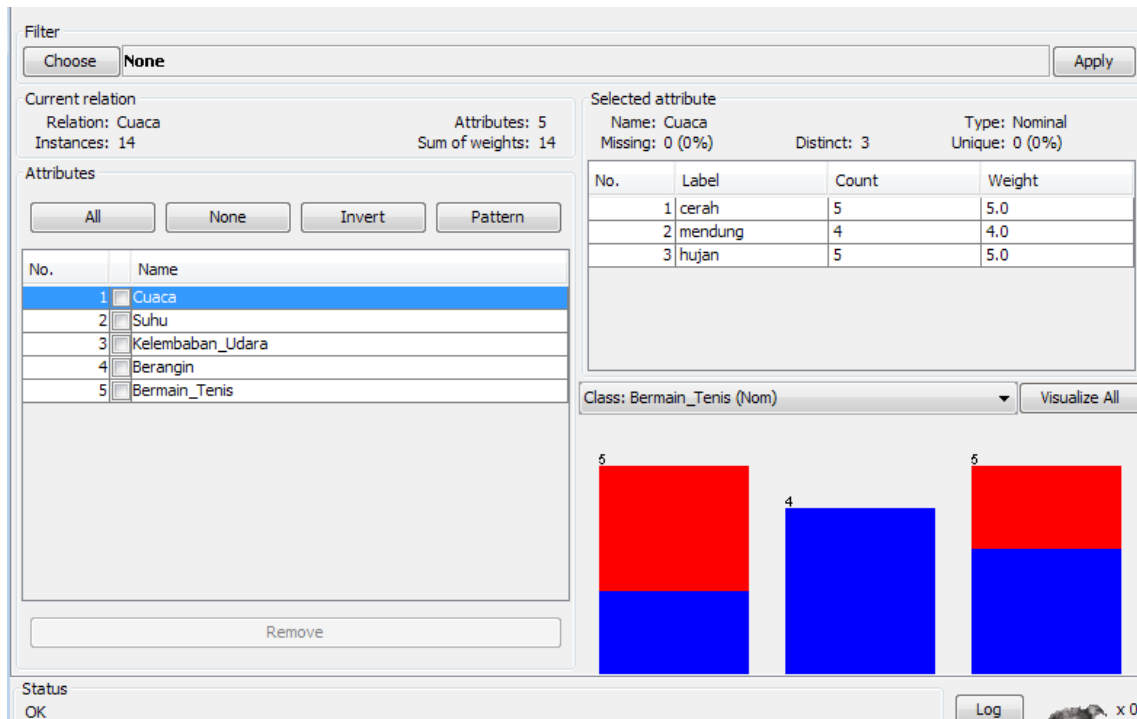 Filter
Choose None Apply
Current relation
Relation: Cuaca Attributes: 5
Instances: 14 Sum of weights: 14
Attributes
All None Invert Pattern
No. Name
1 Cuaca
2 Suhu
3 Kelembaban_Udara
4 Berangin
5 Bermain_Tenis
Remove
Selected attribute
Name: Cuaca Type: Nominal
Missing: 0 (0%) Distinct: 3 Unique: 0 (0%)
No. Label Count Weight
1 cerah 5 5.0
2 mendung 4 4.0
3 hujan 5 5.0
Class: Bermain_Tenis (Nom) Visualize All
5 4 5
Status
OK Log x 0